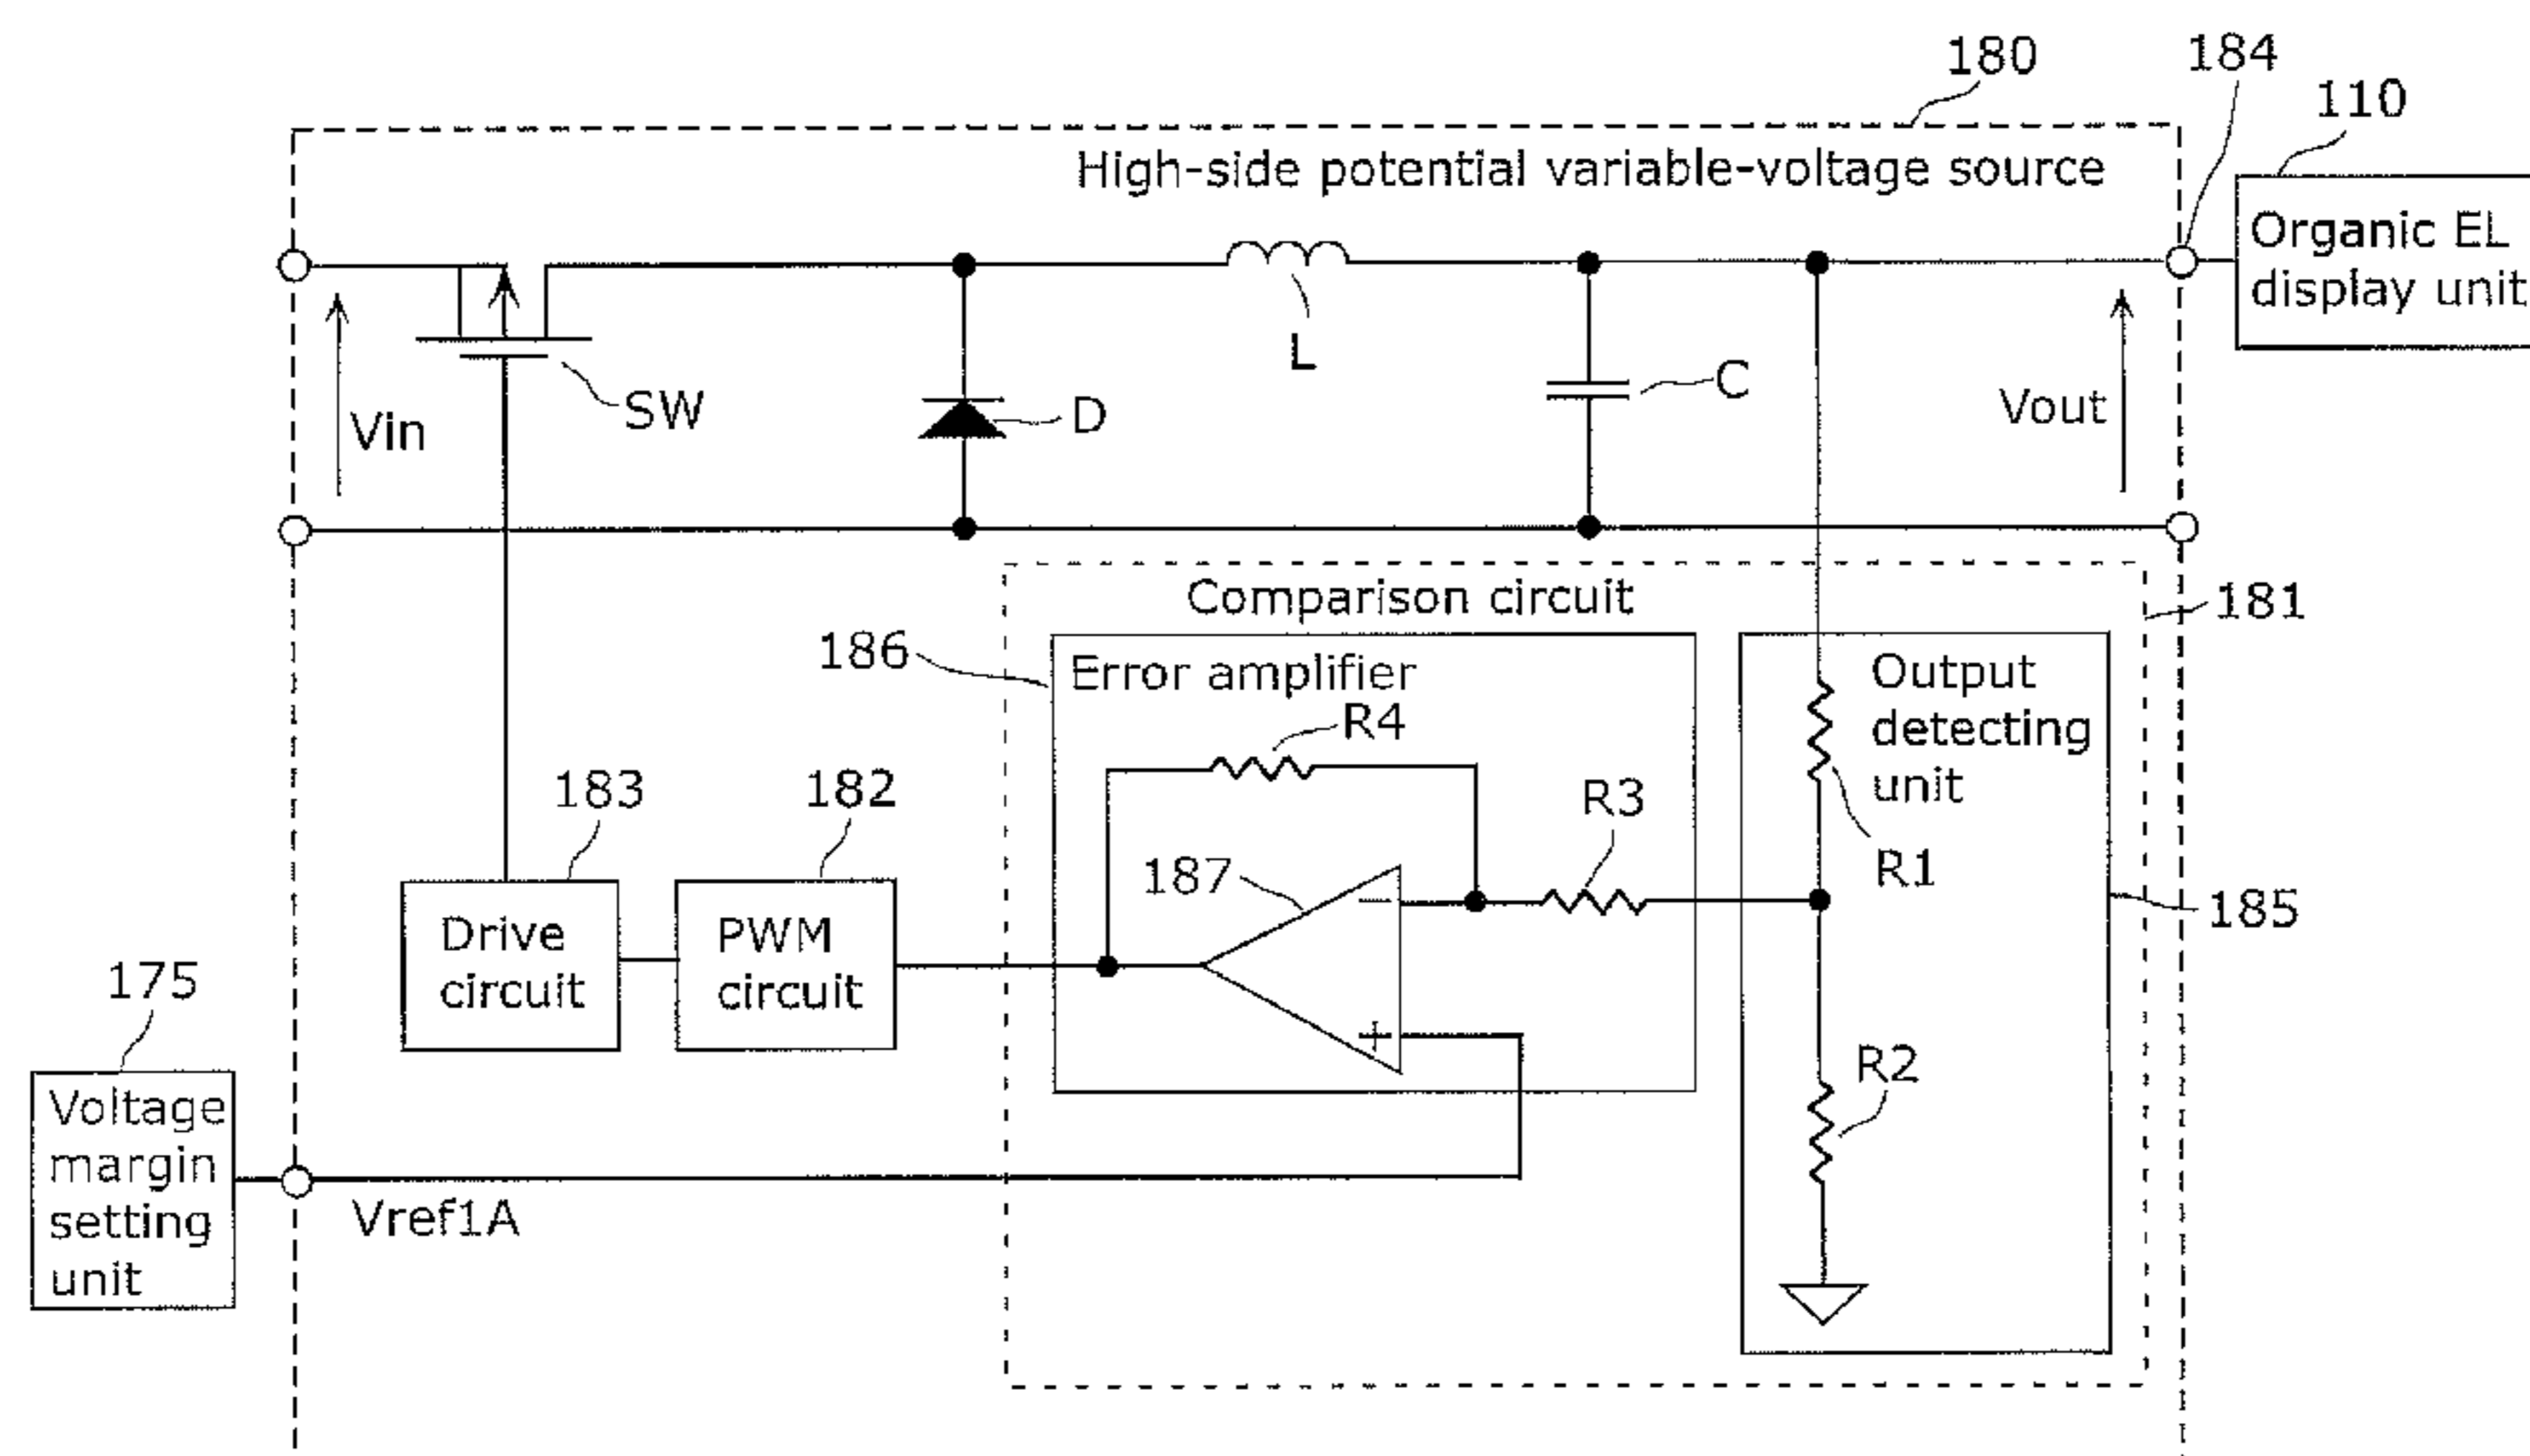 180
184
110
High-side potential variable-voltage source
Organic EL
display unit
Vin
SW
D
L
C
Vout
Comparison circuit
181
186
Error amplifier
R4
Output
detecting
unit
183
182
R3
187
R1
185
Drive
circuit
PWM
circuit
−
+
175
R2
Voltage
margin
setting
unit
Vref1A